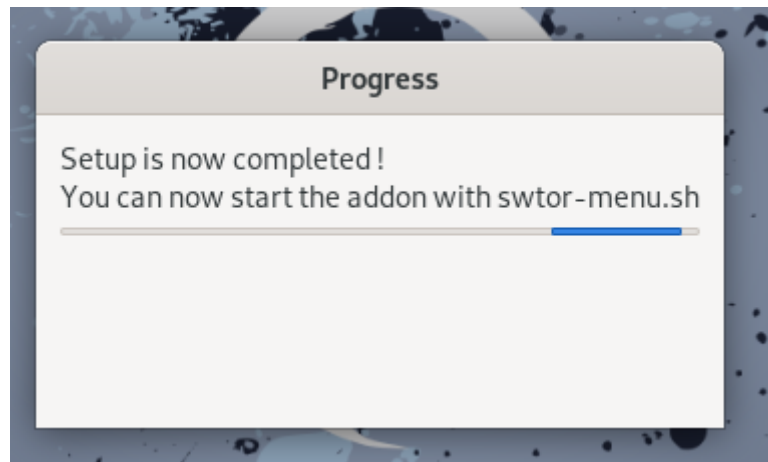 Progress
Setup is now completed !
You can now start the addon with swtor-menu.sh